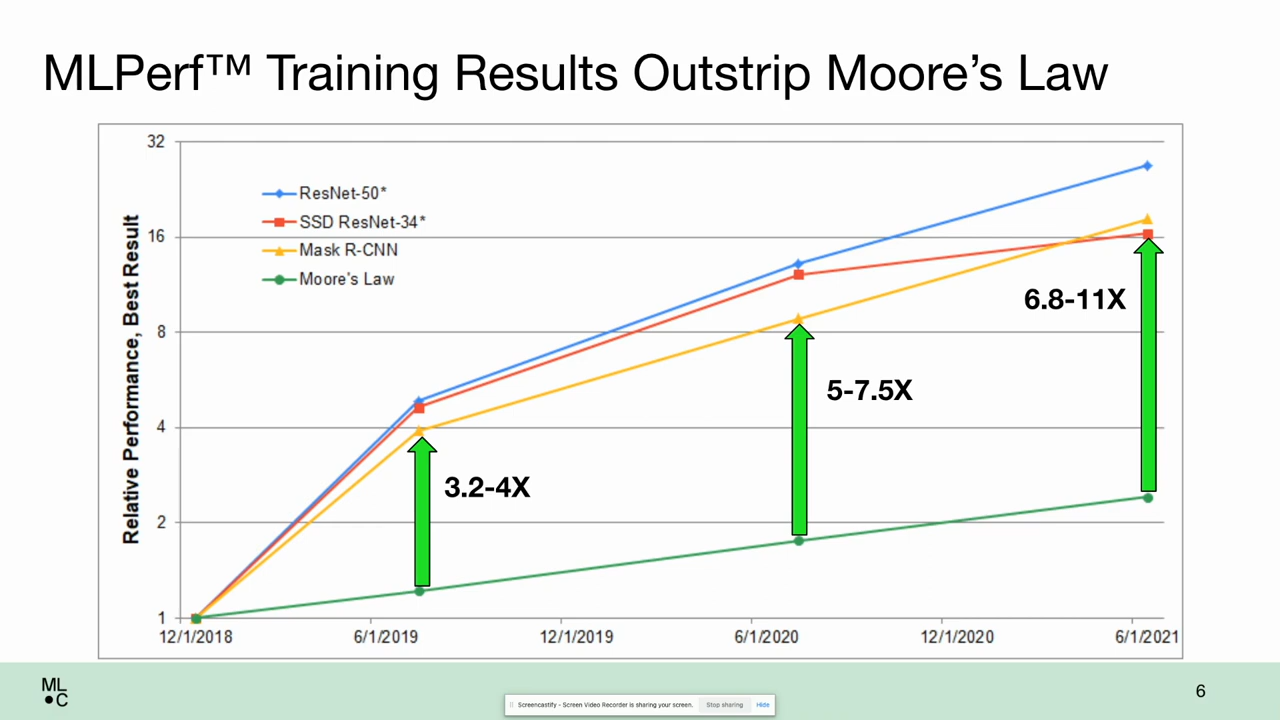 MLPerf™ Training Results Outstrip Moore's Law
32
16
8
4
2
1
Relative Performance, Best Result
ResNet-50*
SSD ResNet-34*
Mask R-CNN
Moore's Law
6.8-11X
5-7.5X
3.2-4X
12/1/2018
6/1/2019
12/1/2019
6/1/2020
12/1/2020
6/1/2021
ML
C
6
Screencastify - Screen Video Recorder is sharing your screen.
Stop sharing
Hide